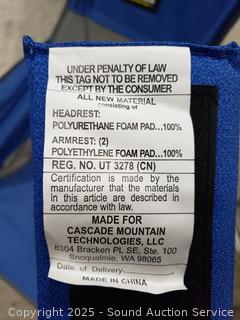 UNDER PENALTY OF LAW
THIS TAG NOT TO BE REMOVED
EXCEPT BY THE CONSUMER
ALL NEW MATERIAL
consisting of
HEADREST:
POLYURETHANE FOAM PAD...100%
ARMREST: (2)
POLYETHYLENE FOAM PAD...100%
REG. NO. UT 3278 (CN)
Certification is made by the
manufacturer that the materials
in this article are described in
accordance with law.
MADE FOR
CASCADE MOUNTAIN
TECHNOLOGIES, LLC
8304 Bracken PL SE, Ste. 100
Snoqualmie, WA 98065
Date of Delivery
MADE IN CHINA
Copyright 2025 - Sound Auction Service